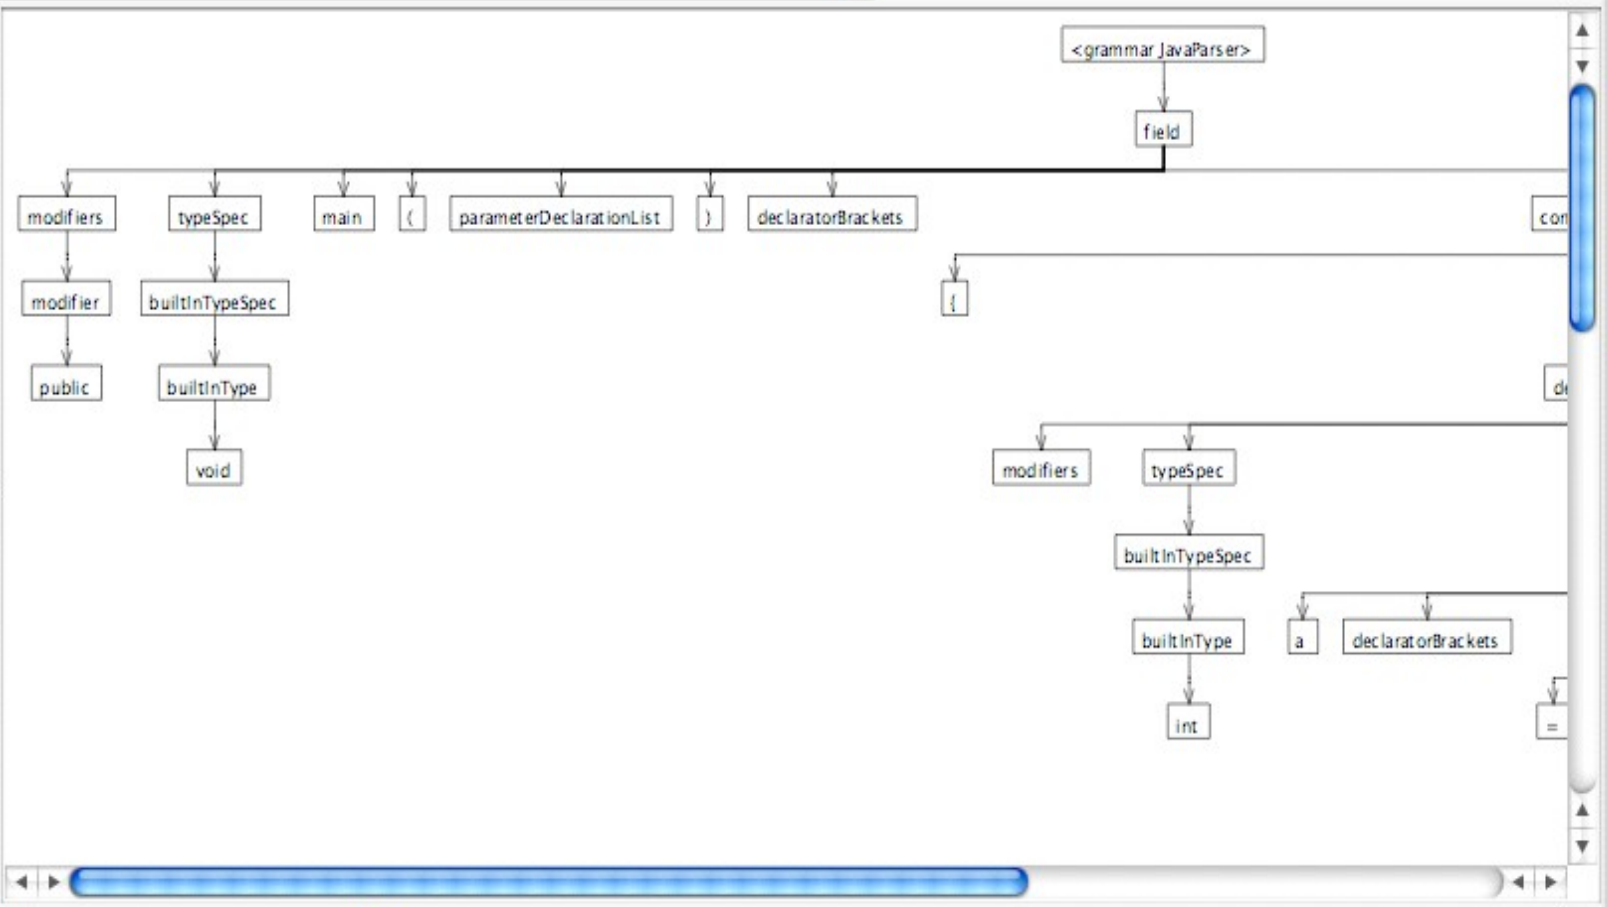 <grammar JavaParser>
field
modifiers typeSpec main ( parameterDeclarationList ) declaratorBrackets
modifier builtInTypeSpec {
public builtInType
void modifiers typeSpec
builtInTypeSpec
builtInType a declaratorBrackets
int =